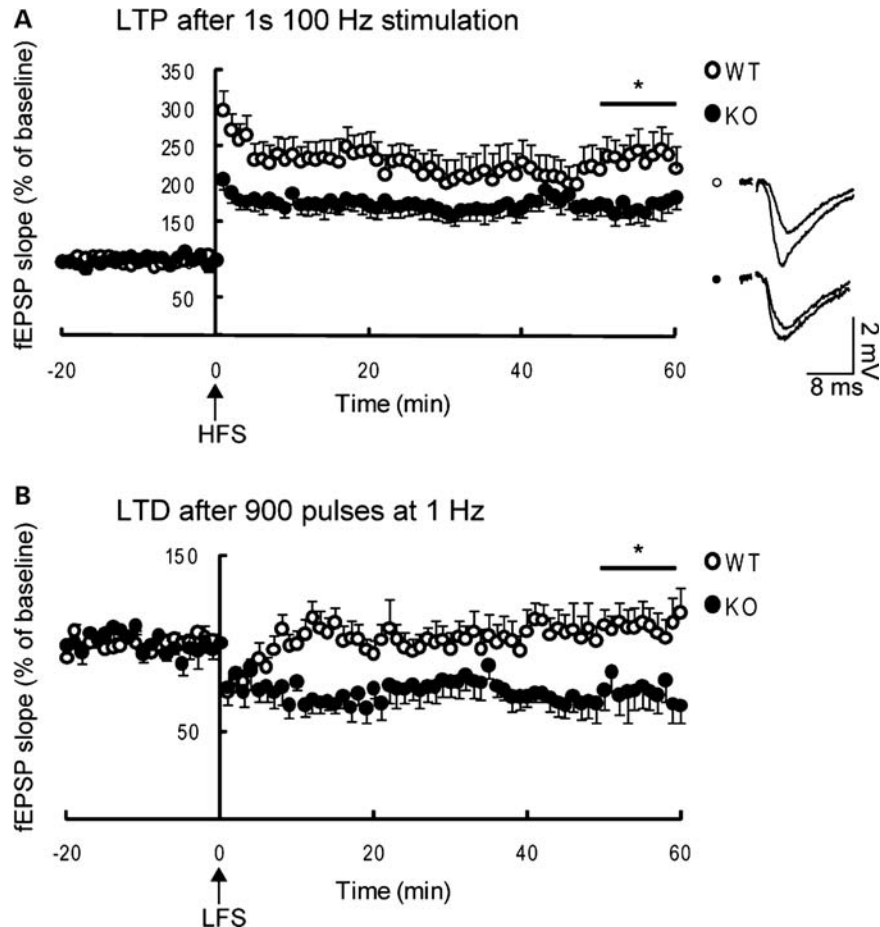 A
LTP after 1s 100 Hz stimulation
fEPSP slope (% of baseline)
350
300
250
200
150
100
50
*
WT
KO
2 mV
8 ms
-20
0
20
40
60
Time (min)
HFS
B
LTD after 900 pulses at 1 Hz
fEPSP slope (% of baseline)
150
50
*
WT
KO
-20
0
20
40
60
Time (min)
LFS